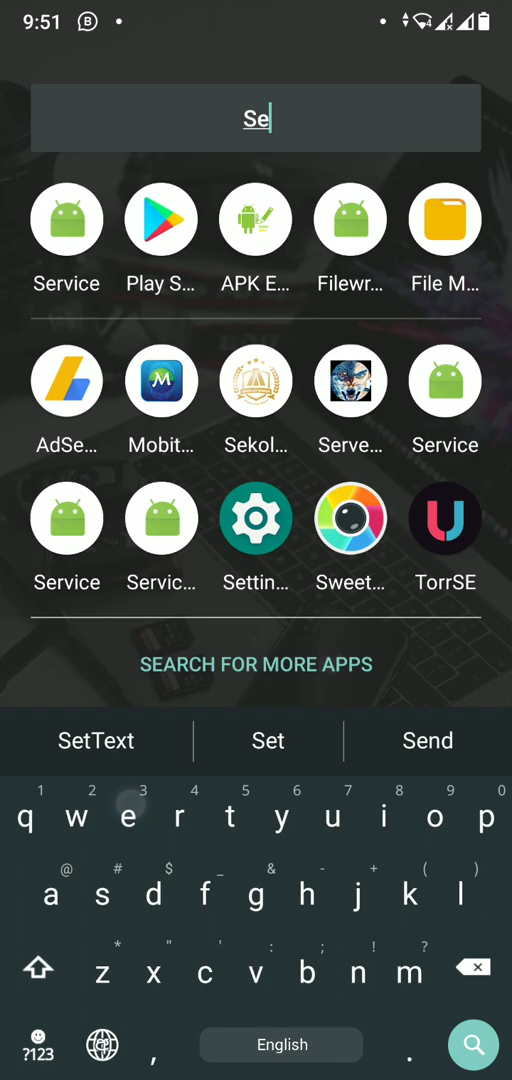 9:51
Se
Service Play S... APK E... Filewr... File M...
AdSe... Mobit... Sekol... Serve... Service
Service Servic... Settin... Sweet... TorrSE
SEARCH FOR MORE APPS
SetText Set Send
1 2 3 4 5 6 7 8 9 0
q w e r t y u i o p
@ # $ _ & - + ( )
a s d f g h j k l
* " ' : ; ! ?
z x c v b n m
?123 , English .